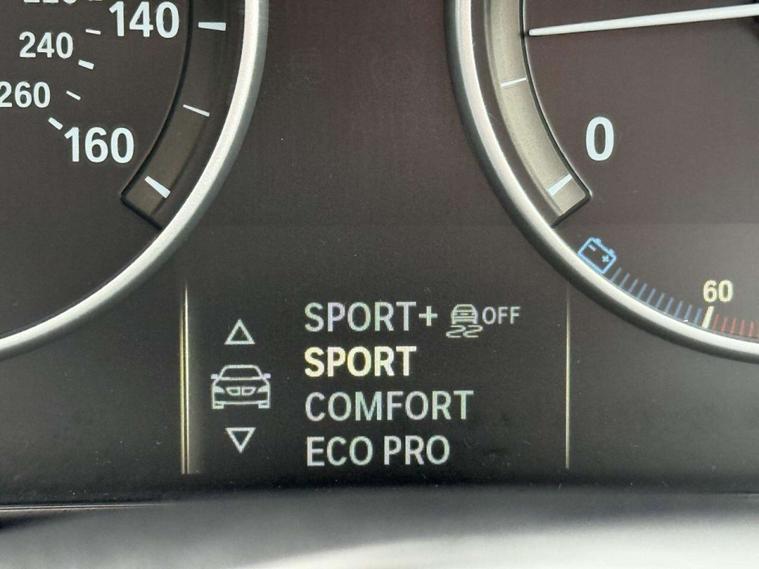 140
240
260
160
0
60
SPORT+ OFF
SPORT
COMFORT
ECO PRO